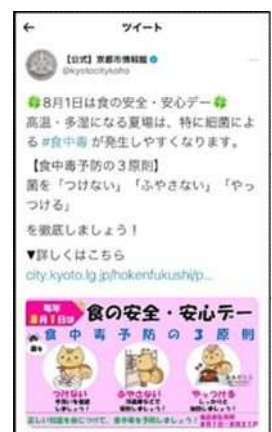 ツイート
【公式】京都市情報館
@kyotocitykoho
8月1日は食の安全・安心デー
高温・多湿になる夏場は、特に細菌によ
る #食中毒 が発生しやすくなります。
【食中毒予防の3原則】
菌を「つけない」「ふやさない」「やっ
つける」
を徹底しましょう！
▼詳しくはこちら
city.kyoto.lg.jp/hokenfukushi/p...
毎年
8月1日は
食の安全・安心デー
食中毒予防の3原則
菌を
つけない
ふやさない
やっつける